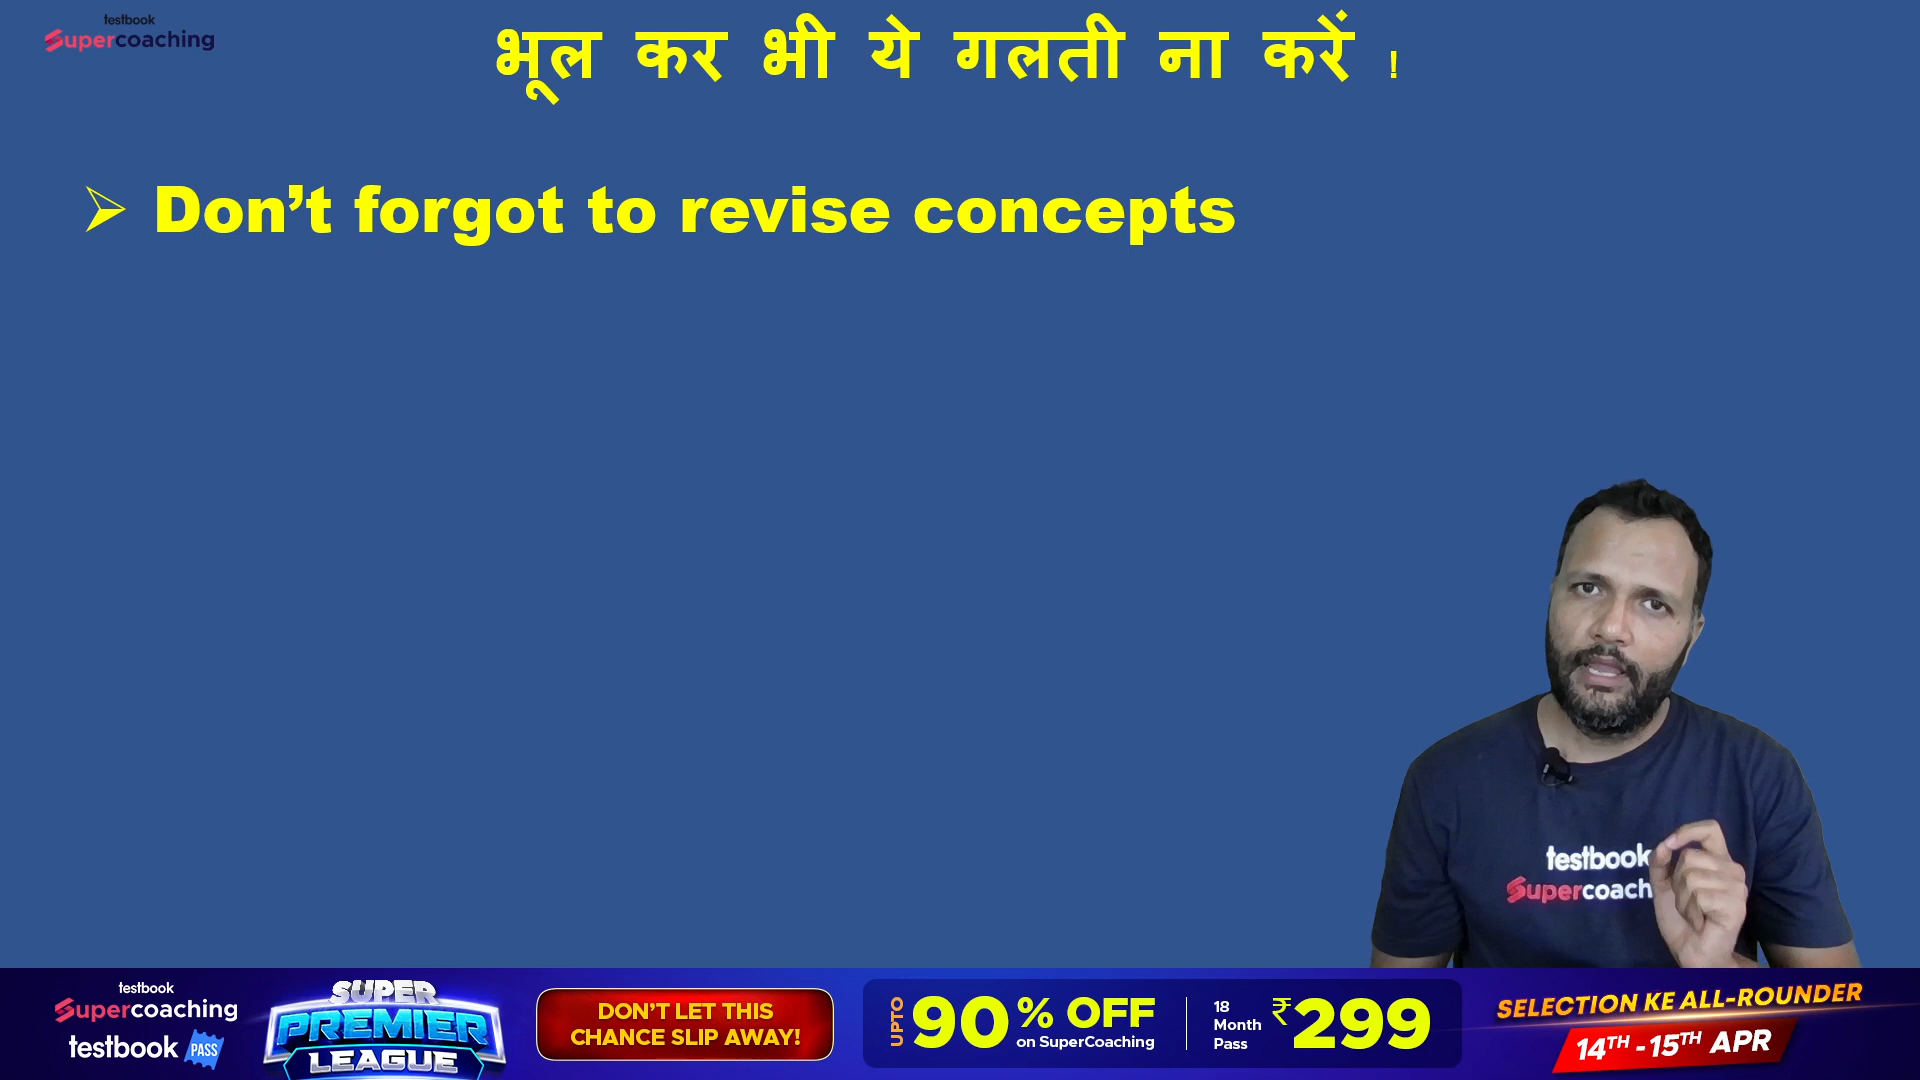 testbook
Supercoaching
भूल कर भी ये गलती ना करें !
Don’t forgot to revise concepts
testbook
Supercoach
testbook
Supercoaching
testbook PASS
SUPER
PREMIER
LEAGUE
DON’T LET THIS
CHANCE SLIP AWAY!
UPTO 90% OFF
on SuperCoaching
18
Month
Pass
₹299
SELECTION KE ALL-ROUNDER
14TH - 15TH APR